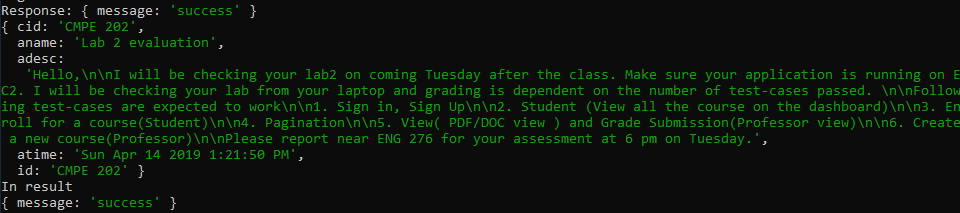 Response: { message: 'success' }
{ cid: 'CMPE 202',
  aname: 'Lab 2 evaluation',
  adesc:
   'Hello,\n\nI will be checking your lab2 on coming Tuesday after the class. Make sure your application is running on E
C2. I will be checking your lab from your laptop and grading is dependent on the number of test-cases passed. \n\nFollow
ing test-cases are expected to work\n\n1. Sign in, Sign Up\n\n2. Student (View all the course on the dashboard)\n\n3. En
roll for a course(Student)\n\n4. Pagination\n\n5. View( PDF/DOC view ) and Grade Submission(Professor view)\n\n6. Create
 a new course(Professor)\n\nPlease report near ENG 276 for your assessment at 6 pm on Tuesday.',
  atime: 'Sun Apr 14 2019 1:21:50 PM',
  id: 'CMPE 202' }
In result
{ message: 'success' }